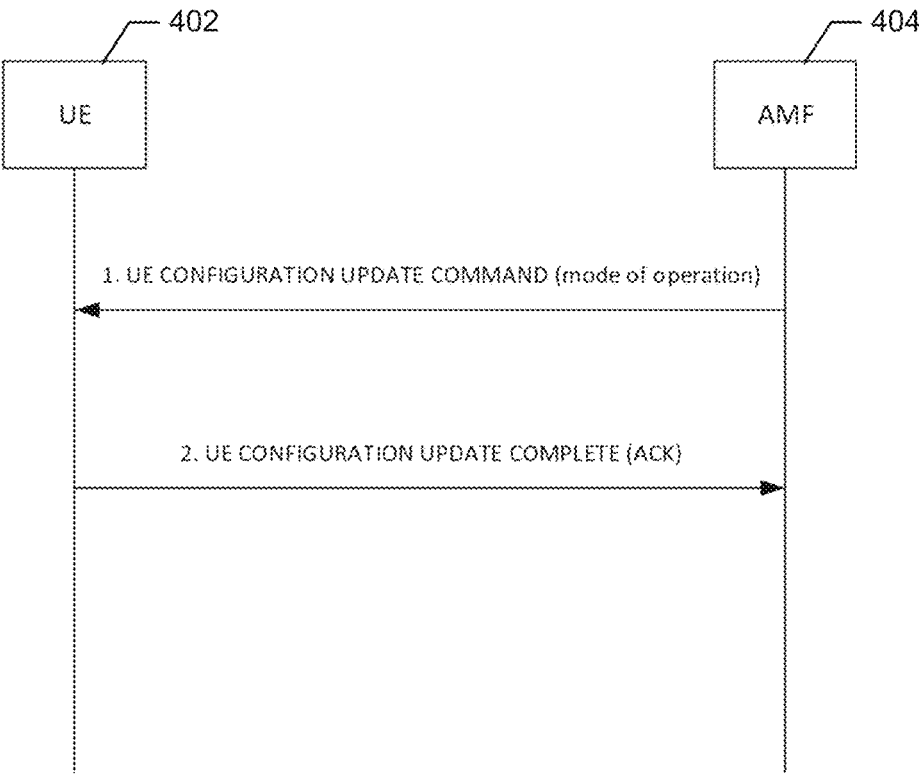 402
404
UE
AMF
1. UE CONFIGURATION UPDATE COMMAND (mode of operation)
2. UE CONFIGURATION UPDATE COMPLETE (ACK)